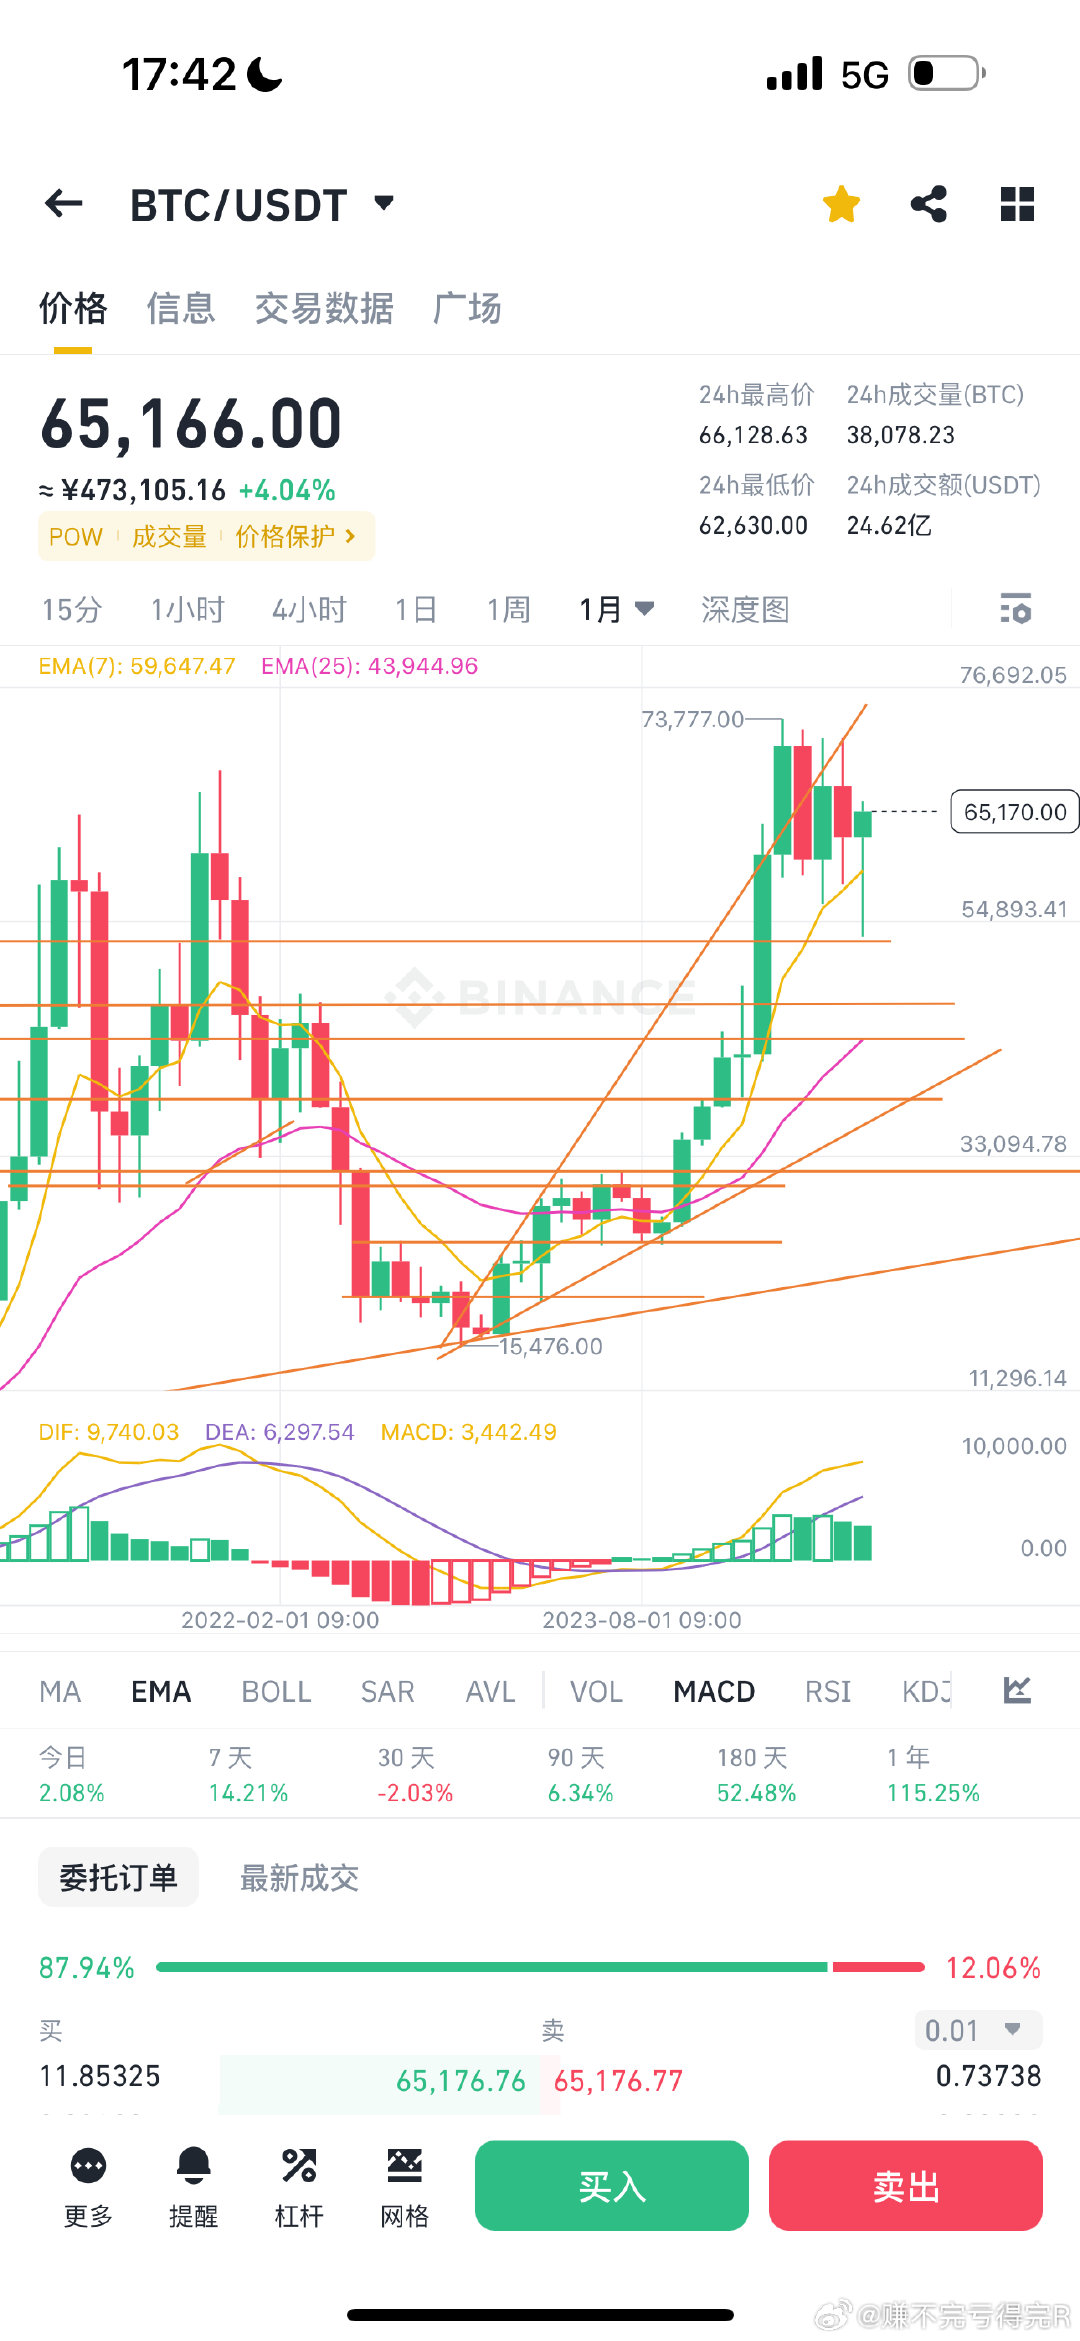 17:42 5G
BTC/USDT
价格 信息 交易数据 广场
65,166.00
≈ ¥473,105.16 +4.04%
POW 成交量 价格保护
24h最高价 24h成交量(BTC)
66,128.63 38,078.23
24h最低价 24h成交额(USDT)
62,630.00 24.62亿
15分 1小时 4小时 1日 1周 1月 深度图
EMA(7): 59,647.47 EMA(25): 43,944.96
76,692.05
73,777.00
65,170.00
54,893.41
BINANCE
33,094.78
15,476.00
11,296.14
DIF: 9,740.03 DEA: 6,297.54 MACD: 3,442.49
10,000.00
0.00
2022-02-01 09:00 2023-08-01 09:00
MA EMA BOLL SAR AVL VOL MACD RSI KDJ
今日 7 天 30 天 90 天 180 天 1 年
2.08% 14.21% -2.03% 6.34% 52.48% 115.25%
委托订单 最新成交
87.94% 12.06%
买 卖 0.01
11.85325 65,176.76 65,176.77 0.73738
更多 提醒 杠杆 网格 买入 卖出
@赚不完亏得完R